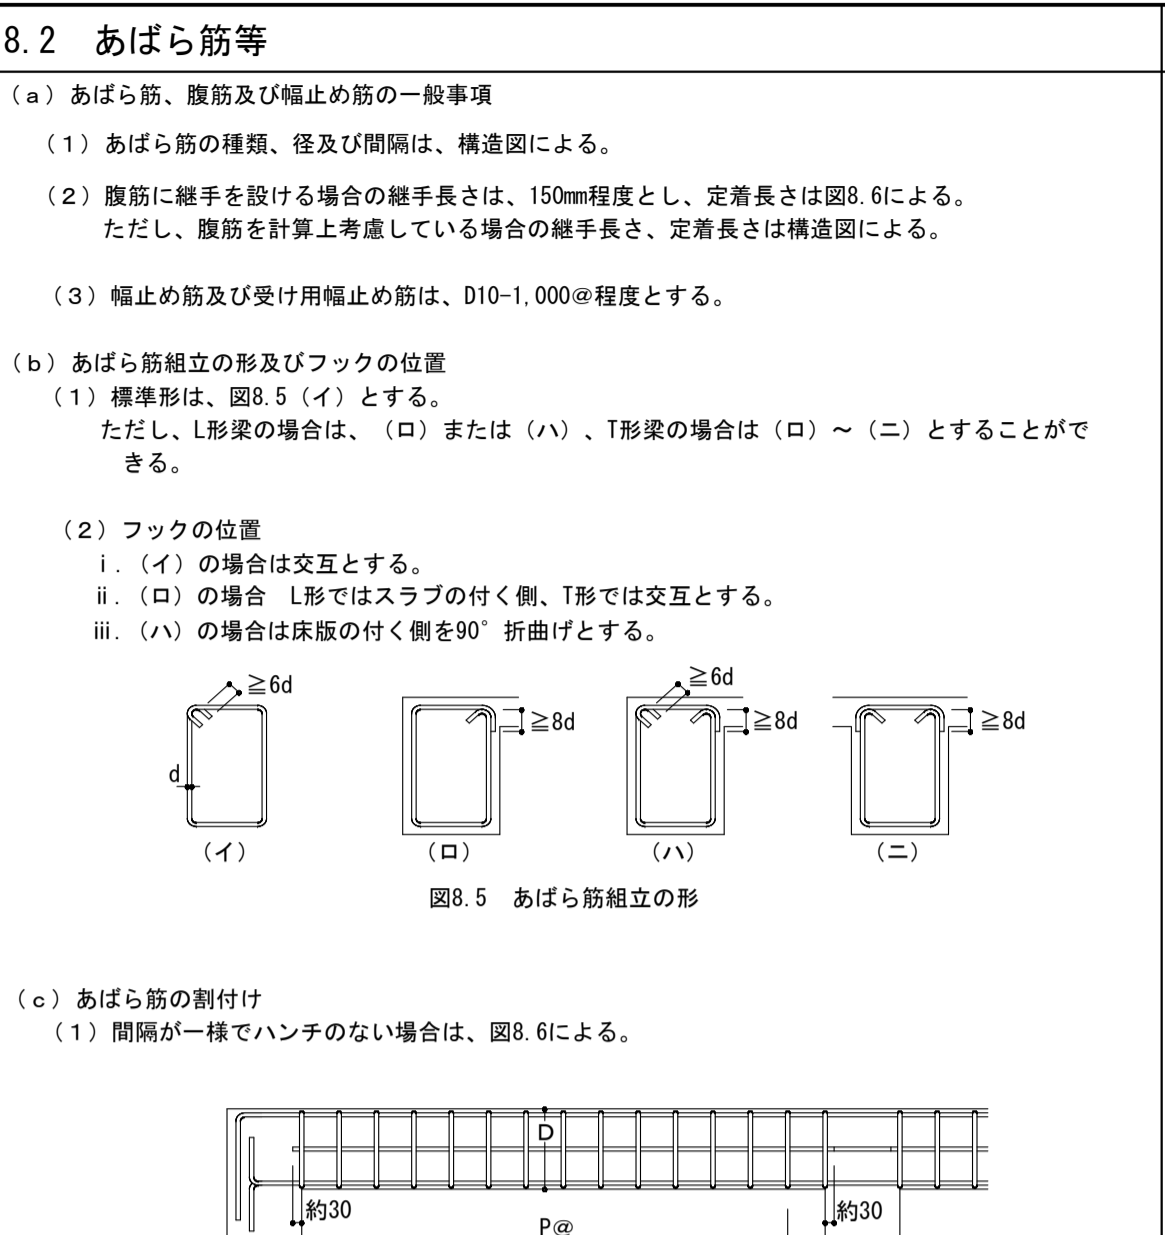 8.2 あばら筋等
（a）あばら筋、腹筋及び幅止め筋の一般事項
（1）あばら筋の種類、径及び間隔は、構造図による。
（2）腹筋に継手を設ける場合の継手長さは、150mm程度とし、定着長さは図8.6による。
ただし、腹筋を計算上考慮している場合の継手長さ、定着長さは構造図による。
（3）幅止め筋及び受け用幅止め筋は、D10-1,000@程度とする。
（b）あばら筋組立の形及びフックの位置
（1）標準形は、図8.5（イ）とする。
ただし、L形梁の場合は、（ロ）または（ハ）、T形梁の場合は（ロ）～（ニ）とすることがで
きる。
（2）フックの位置
ⅰ.（イ）の場合は交互とする。
ⅱ.（ロ）の場合 L形ではスラブの付く側、T形では交互とする。
ⅲ.（ハ）の場合は床版の付く側を90°折曲げとする。
≧6d ≧6d
≧8d ≧8d ≧8d
d
（イ） （ロ） （ハ） （ニ）
図8.5 あばら筋組立の形
（c）あばら筋の割付け
（1）間隔が一様でハンチのない場合は、図8.6による。
D
約30 約30
P@